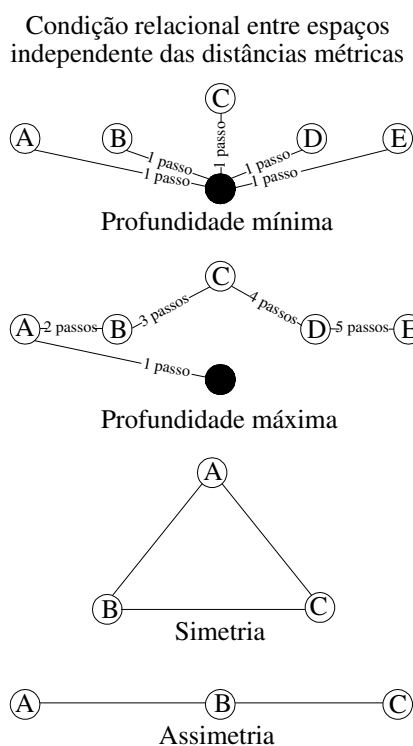 Condição relacional entre espaços
independente das distâncias métricas
C
A B D E
1 passo 1 passo 1 passo 1 passo 1 passo
Profundidade mínima
C
A 2 passos B 3 passos 4 passos D 5 passos E
1 passo
Profundidade máxima
A
B C
Simetria
A B C
Assimetria